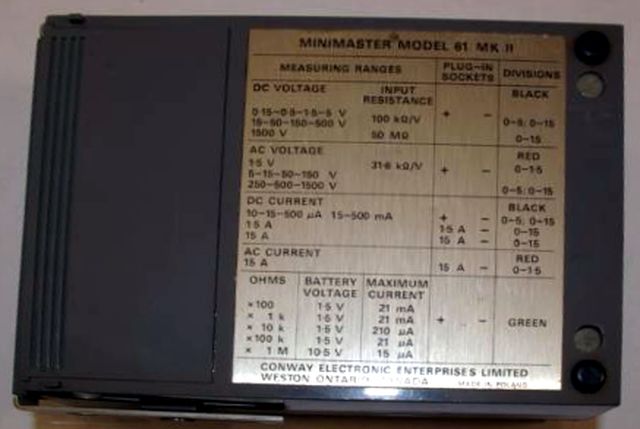 MINIMASTER MODEL 61 MK II
MEASURING RANGES PLUG-IN SOCKETS DIVISIONS
DC VOLTAGE INPUT RESISTANCE BLACK
0·15-0·5-1·5-5 V
15-50-150-500 V 100 kΩ/V + - 0-5; 0-15
1500 V 50 MΩ 0-15
AC VOLTAGE RED
1·5 V 31·6 kΩ/V 0-1·5
5-15-50-150 V + -
250-500-1500 V 0-5; 0-15
DC CURRENT BLACK
10-15-500 µA 15-500 mA + - 0-5; 0-15
1·5 A 1·5 A - 0-15
15 A 15 A - 0-15
AC CURRENT RED
15 A 15 A - 0-1·5
OHMS BATTERY VOLTAGE MAXIMUM CURRENT
×100 1·5 V 21 mA
× 1 k 1·5 V 21 mA
× 10 k 1·5 V 210 µA + - GREEN
×100 k 1·5 V 21 µA
× 1 M 10·5 V 15 µA
CONWAY ELECTRONIC ENTERPRISES LIMITED
WESTON ONTARIO CANADA MADE IN POLAND